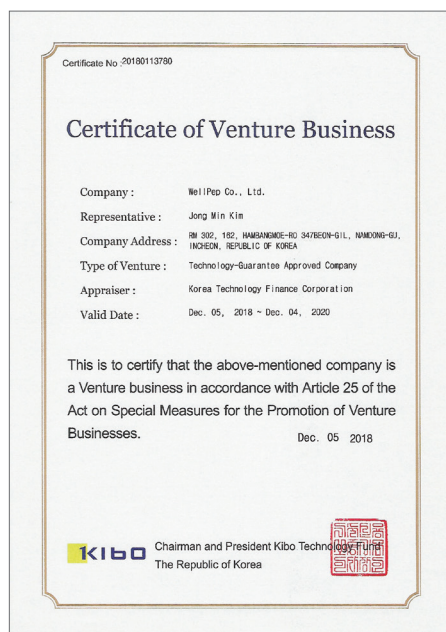 Certificate No :20180113780
Certificate of Venture Business
Company : WellPep Co., Ltd.
Representative : Jong Min Kim
Company Address : RM 302, 162, HAMBANGMOE-RO 347BEON-GIL, NAMDONG-GU,
INCHEON, REPUBLIC OF KOREA
Type of Venture : Technology-Guarantee Approved Company
Appraiser : Korea Technology Finance Corporation
Valid Date : Dec. 05, 2018 ~ Dec. 04, 2020
This is to certify that the above-mentioned company is
a Venture business in accordance with Article 25 of the
Act on Special Measures for the Promotion of Venture
Businesses.
Dec. 05 2018
KIBO
Chairman and President Kibo Technology Fund
The Republic of Korea